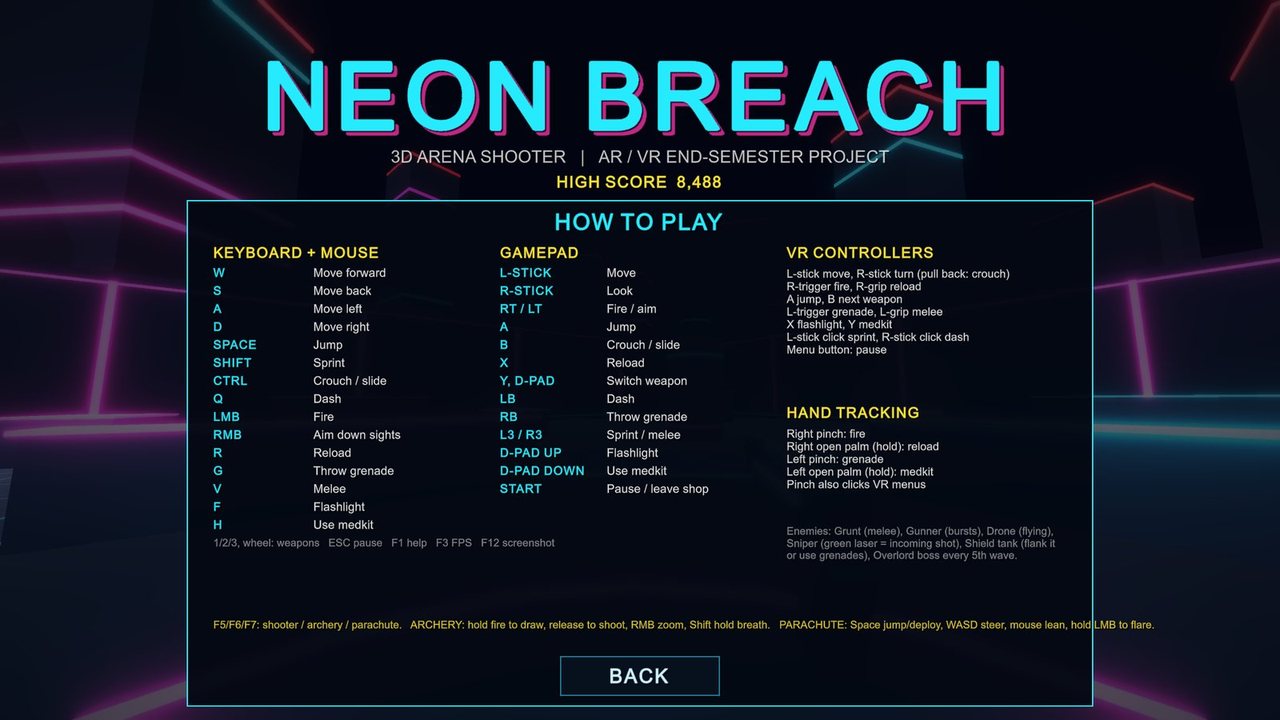 NEON BREACH
3D ARENA SHOOTER | AR / VR END-SEMESTER PROJECT
HIGH SCORE 8,488
HOW TO PLAY
KEYBOARD + MOUSE
W Move forward
S Move back
A Move left
D Move right
SPACE Jump
SHIFT Sprint
CTRL Crouch / slide
Q Dash
LMB Fire
RMB Aim down sights
R Reload
G Throw grenade
V Melee
F Flashlight
H Use medkit
1/2/3, wheel: weapons ESC pause F1 help F3 FPS F12 screenshot
GAMEPAD
L-STICK Move
R-STICK Look
RT / LT Fire / aim
A Jump
B Crouch / slide
X Reload
Y, D-PAD Switch weapon
LB Dash
RB Throw grenade
L3 / R3 Sprint / melee
D-PAD UP Flashlight
D-PAD DOWN Use medkit
START Pause / leave shop
VR CONTROLLERS
L-stick move, R-stick turn (pull back: crouch)
R-trigger fire, R-grip reload
A jump, B next weapon
L-trigger grenade, L-grip melee
X flashlight, Y medkit
L-stick click sprint, R-stick click dash
Menu button: pause
HAND TRACKING
Right pinch: fire
Right open palm (hold): reload
Left pinch: grenade
Left open palm (hold): medkit
Pinch also clicks VR menus
Enemies: Grunt (melee), Gunner (bursts), Drone (flying),
Sniper (green laser = incoming shot), Shield tank (flank it
or use grenades), Overlord boss every 5th wave.
F5/F6/F7: shooter / archery / parachute. ARCHERY: hold fire to draw, release to shoot, RMB zoom, Shift hold breath. PARACHUTE: Space jump/deploy, WASD steer, mouse lean, hold LMB to flare.
BACK